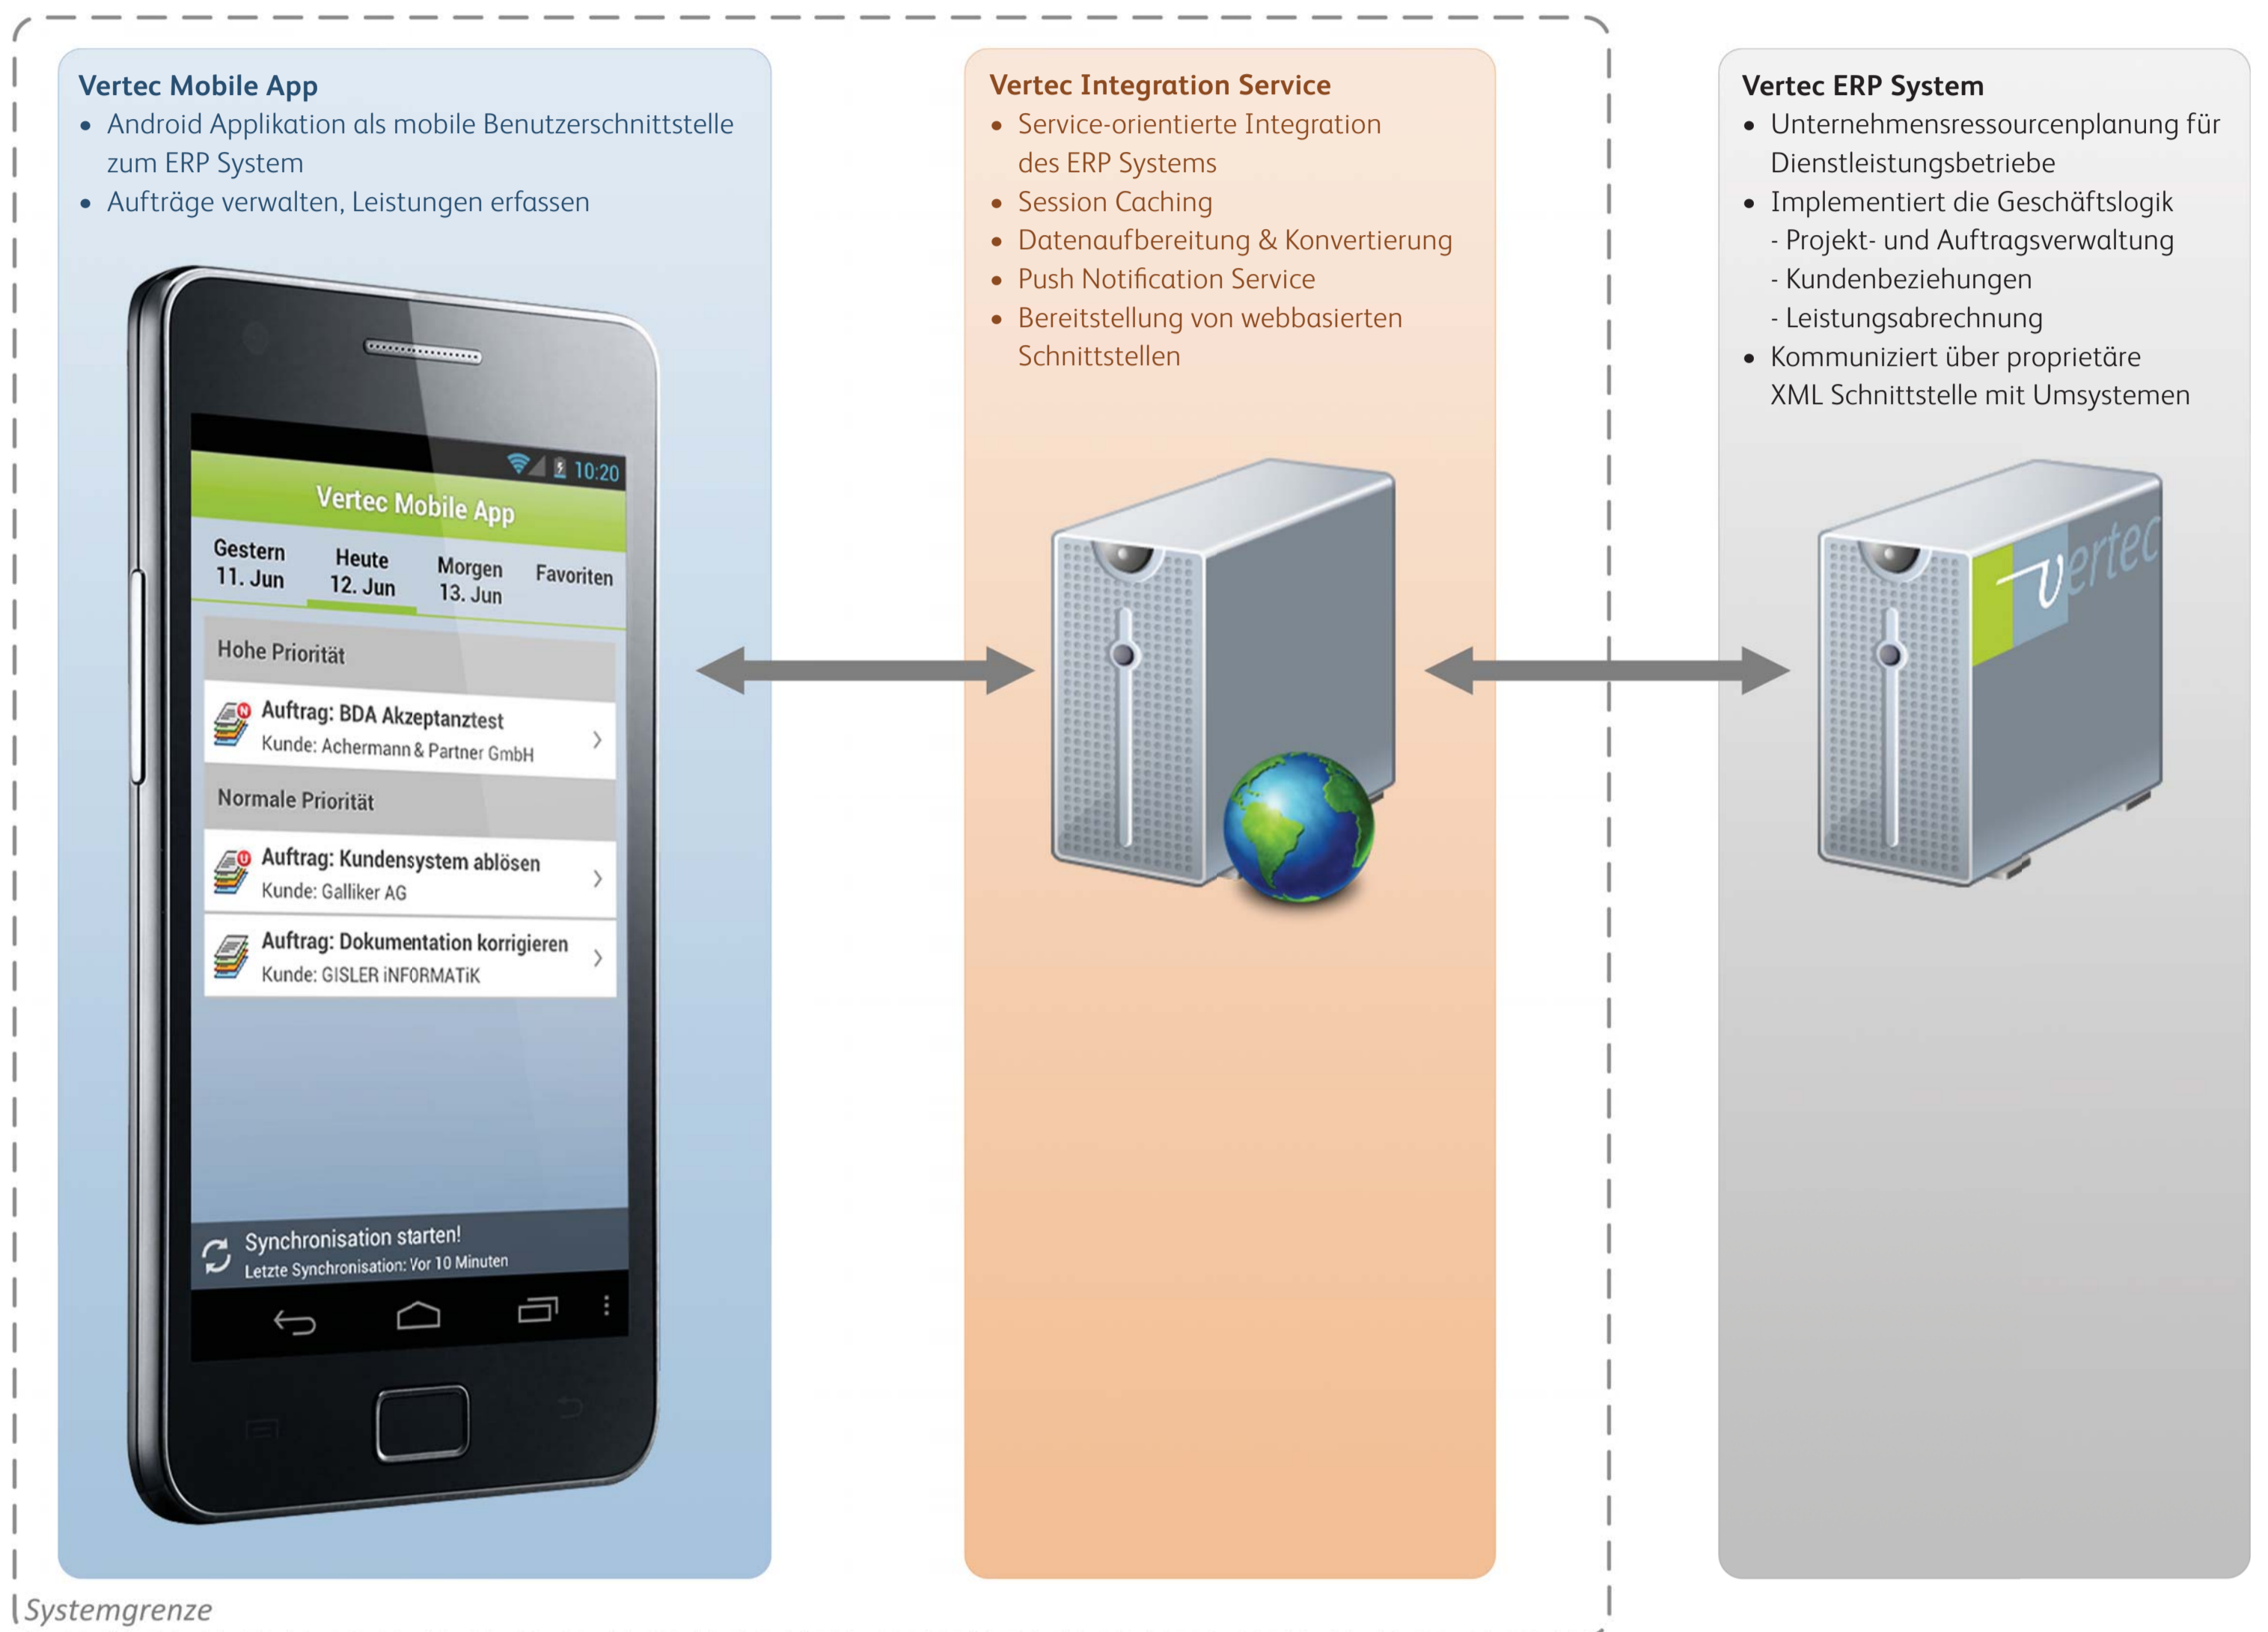 Vertec Mobile App
• Android Applikation als mobile Benutzerschnittstelle
zum ERP System
• Aufträge verwalten, Leistungen erfassen
10:20
Vertec Mobile App
Gestern
11. Jun
Heute
12. Jun
Morgen
13. Jun
Favoriten
Hohe Priorität
N
Auftrag: BDA Akzeptanztest
Kunde: Achermann & Partner GmbH
Normale Priorität
U
Auftrag: Kundensystem ablösen
Kunde: Galliker AG
Auftrag: Dokumentation korrigieren
Kunde: GISLER iNFORMATiK
Synchronisation starten!
Letzte Synchronisation: Vor 10 Minuten
Vertec Integration Service
• Service-orientierte Integration
des ERP Systems
• Session Caching
• Datenaufbereitung & Konvertierung
• Push Notification Service
• Bereitstellung von webbasierten
Schnittstellen
Vertec ERP System
• Unternehmensressourcenplanung für
Dienstleistungsbetriebe
• Implementiert die Geschäftslogik
- Projekt- und Auftragsverwaltung
- Kundenbeziehungen
- Leistungsabrechnung
• Kommuniziert über proprietäre
XML Schnittstelle mit Umsystemen
vertec
Systemgrenze